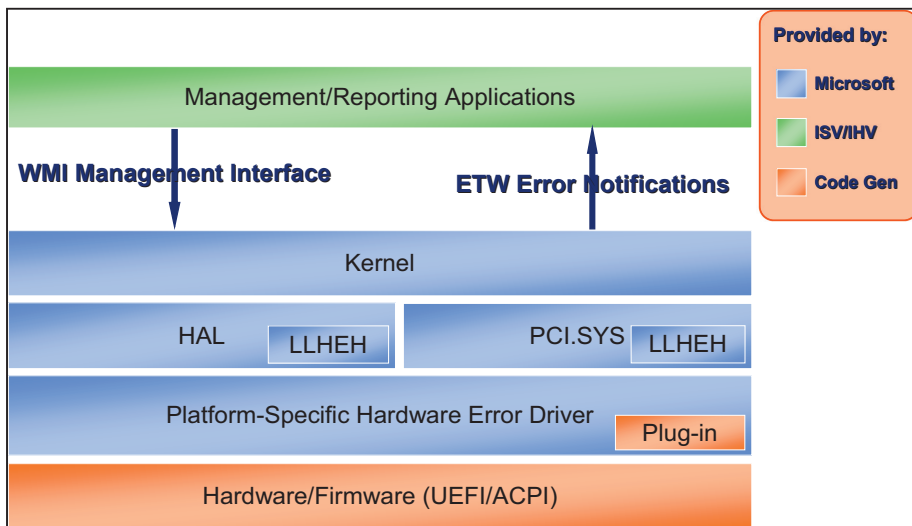 Provided by:
Microsoft
ISV/IHV
Code Gen
Management/Reporting Applications
WMI Management Interface
ETW Error Notifications
Kernel
HAL
LLHEH
PCI.SYS
LLHEH
Platform-Specific Hardware Error Driver
Plug-in
Hardware/Firmware (UEFI/ACPI)